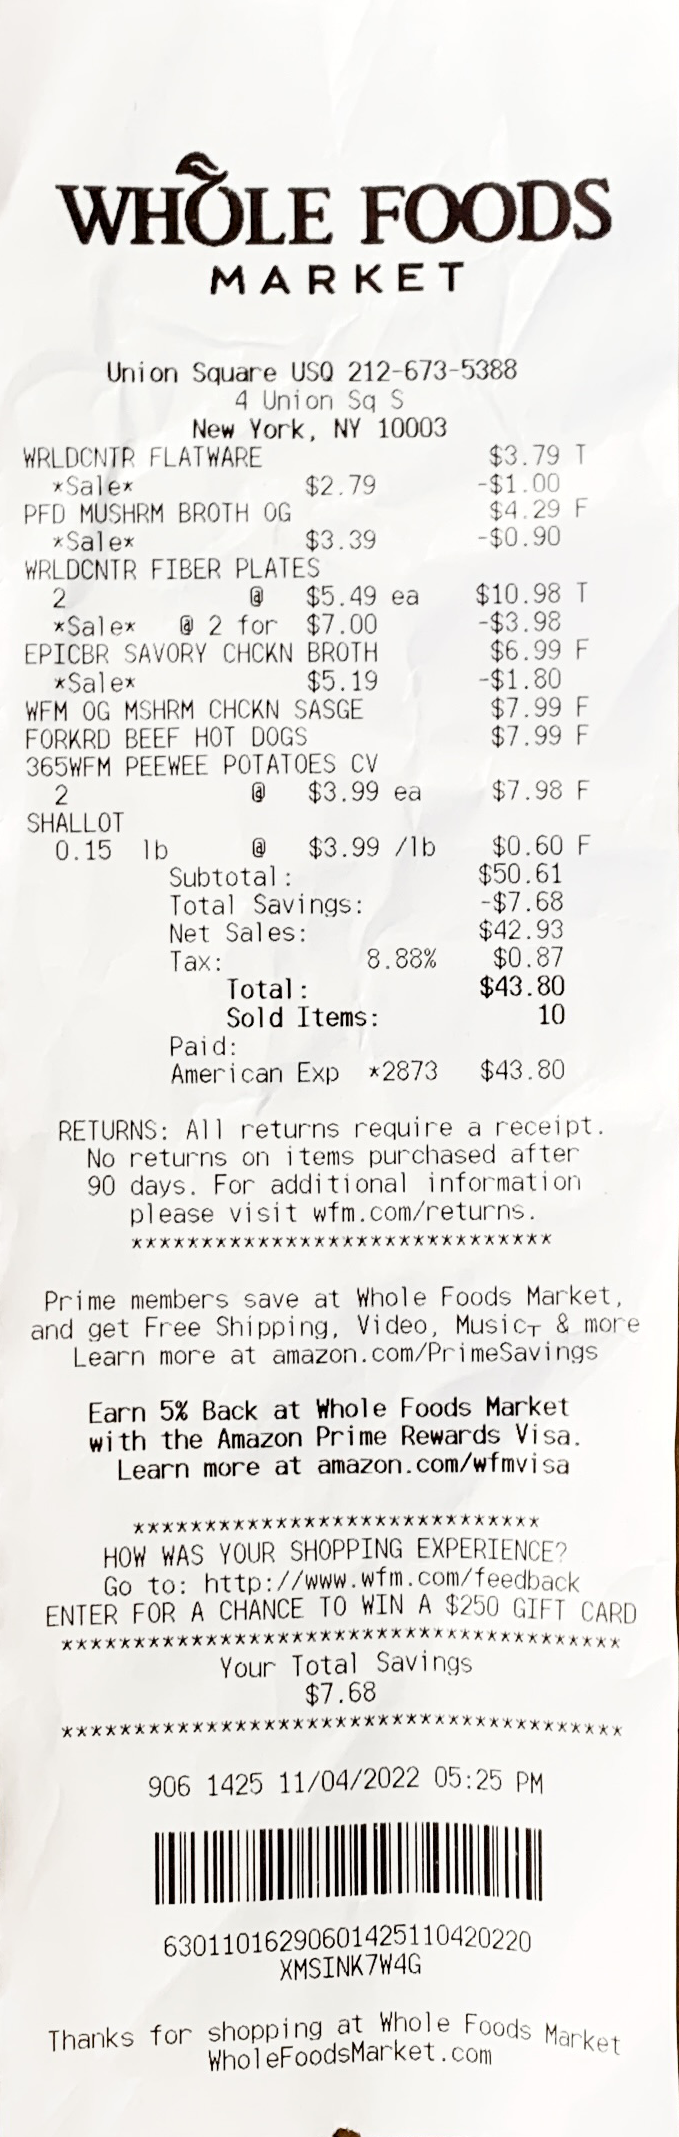 WHOLE FOODS
MARKET
Union Square USQ 212-673-5388
4 Union Sq S
New York, NY 10003
WRLDCNTR FLATWARE $3.79 T
*Sale* $2.79 -$1.00
PFD MUSHRM BROTH OG $4.29 F
*Sale* $3.39 -$0.90
WRLDCNTR FIBER PLATES
2 @ $5.49 ea $10.98 T
*Sale* @ 2 for $7.00 -$3.98
EPICBR SAVORY CHCKN BROTH $6.99 F
*Sale* $5.19 -$1.80
WFM OG MSHRM CHCKN SASGE $7.99 F
FORKRD BEEF HOT DOGS $7.99 F
365WFM PEEWEE POTATOES CV
2 @ $3.99 ea $7.98 F
SHALLOT
0.15 lb @ $3.99 /lb $0.60 F
Subtotal: $50.61
Total Savings: -$7.68
Net Sales: $42.93
Tax: 8.88% $0.87
Total: $43.80
Sold Items: 10
Paid:
American Exp *2873 $43.80
RETURNS: All returns require a receipt.
No returns on items purchased after
90 days. For additional information
please visit wfm.com/returns.
******************************
Prime members save at Whole Foods Market,
and get Free Shipping, Video, Music┬ & more
Learn more at amazon.com/PrimeSavings
Earn 5% Back at Whole Foods Market
with the Amazon Prime Rewards Visa.
Learn more at amazon.com/wfmvisa
*****************************
HOW WAS YOUR SHOPPING EXPERIENCE?
Go to: http://www.wfm.com/feedback
ENTER FOR A CHANCE TO WIN A $250 GIFT CARD
***************************************
Your Total Savings
$7.68
***************************************
906 1425 11/04/2022 05:25 PM
63011016290601425110420220
XMSINK7W4G
Thanks for shopping at Whole Foods Market
WholeFoodsMarket.com